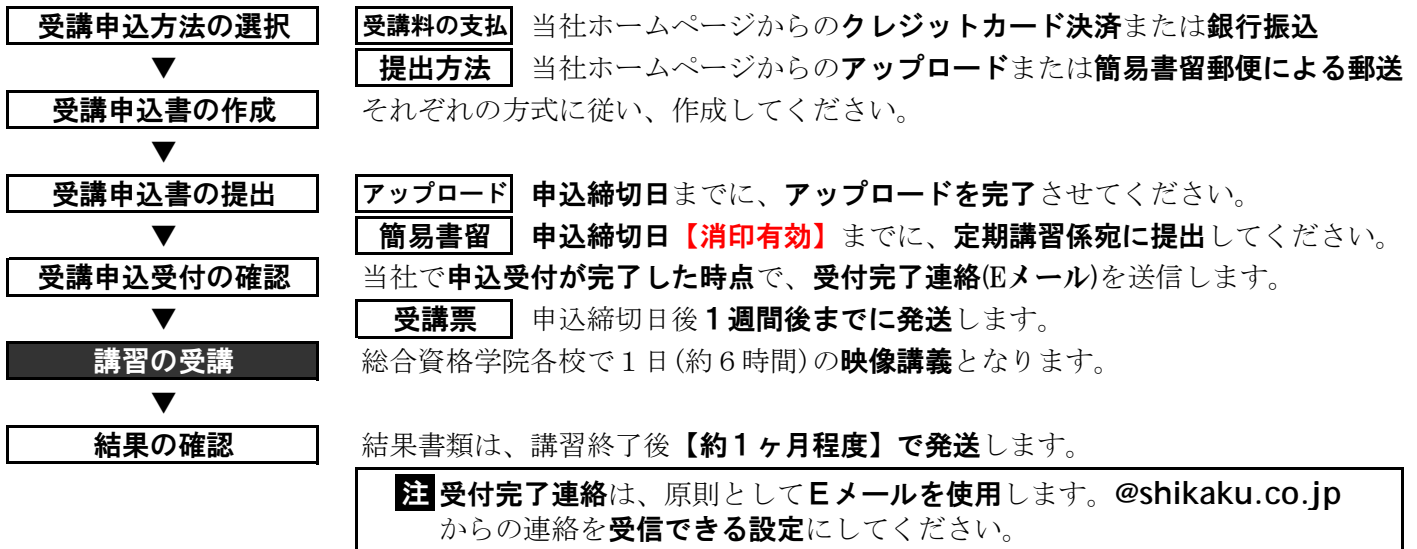 受講申込方法の選択 受講料の支払 当社ホームページからのクレジットカード決済または銀行振込
▼ 提出方法 当社ホームページからのアップロードまたは簡易書留郵便による郵送
受講申込書の作成 それぞれの方式に従い、作成してください。
▼
受講申込書の提出 アップロード 申込締切日までに、アップロードを完了させてください。
▼ 簡易書留 申込締切日【消印有効】までに、定期講習係宛に提出してください。
受講申込受付の確認 当社で申込受付が完了した時点で、受付完了連絡(Eメール)を送信します。
▼ 受講票 申込締切日後1週間後までに発送します。
講習の受講 総合資格学院各校で1日(約6時間)の映像講義となります。
▼
結果の確認 結果書類は、講習終了後【約1ヶ月程度】で発送します。
注 受付完了連絡は、原則としてEメールを使用します。@shikaku.co.jp
からの連絡を受信できる設定にしてください。